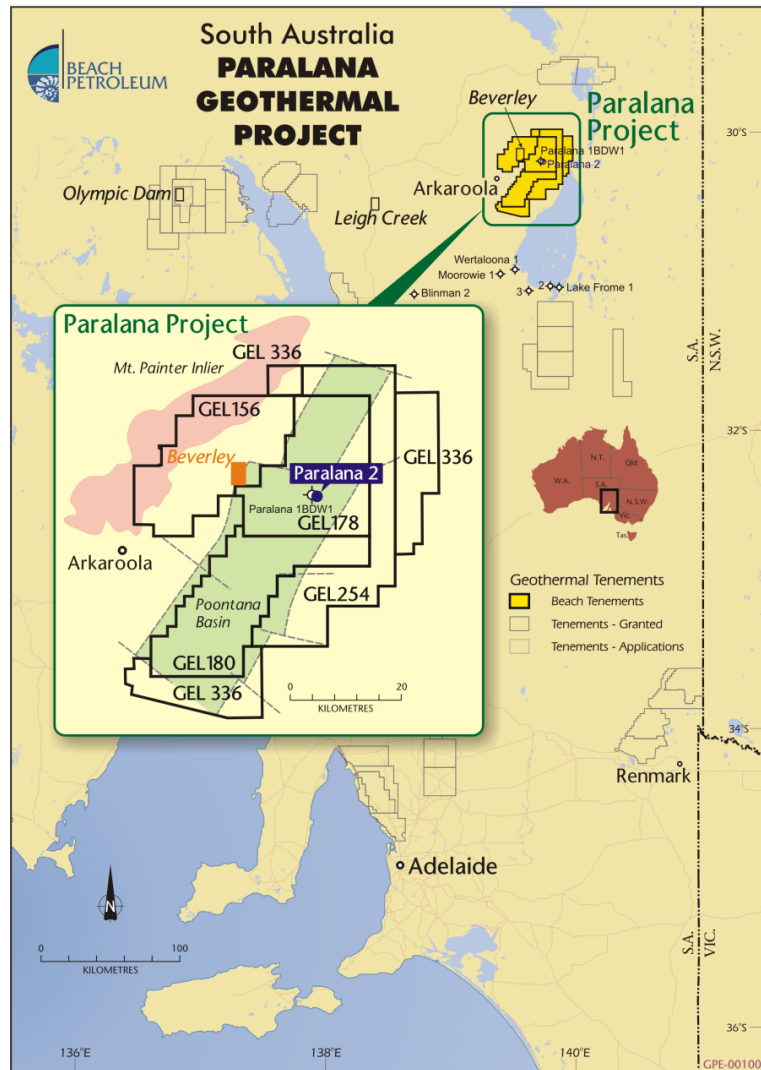 BEACH
PETROLEUM
South Australia
PARALANA
GEOTHERMAL
PROJECT
Beverley
Paralana
Project
30°S
Paralana 1BDW1
Paralana 2
Arkaroola
Olympic Dam
Leigh Creek
Wertaloona 1
Moorowie 1
Blinman 2
3
2
Lake Frome 1
S.A.
N.S.W.
Paralana Project
GEL 336
Mt. Painter Inlier
GEL156
Beverley
GEL 336
Paralana 2
Paralana 1BDW1
GEL178
Arkaroola
GEL254
Poontana
Basin
GEL180
GEL 336
0
20
KILOMETRES
32°S
N.T.
Qld.
W.A.
S.A.
N.S.W.
Vic.
Tas.
Geothermal Tenements
Beach Tenements
Tenements - Granted
Tenements - Applications
34°S
Renmark
Adelaide
N
0
100
KILOMETRES
S.A.
VIC.
36°S
136°E
138°E
140°E
GPE-00100